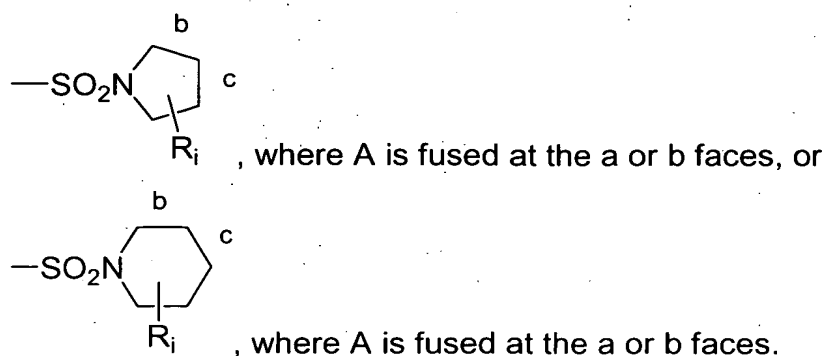 b
—SO₂N c
Rᵢ , where A is fused at the a or b faces, or
b
c
—SO₂N
Rᵢ , where A is fused at the a or b faces.